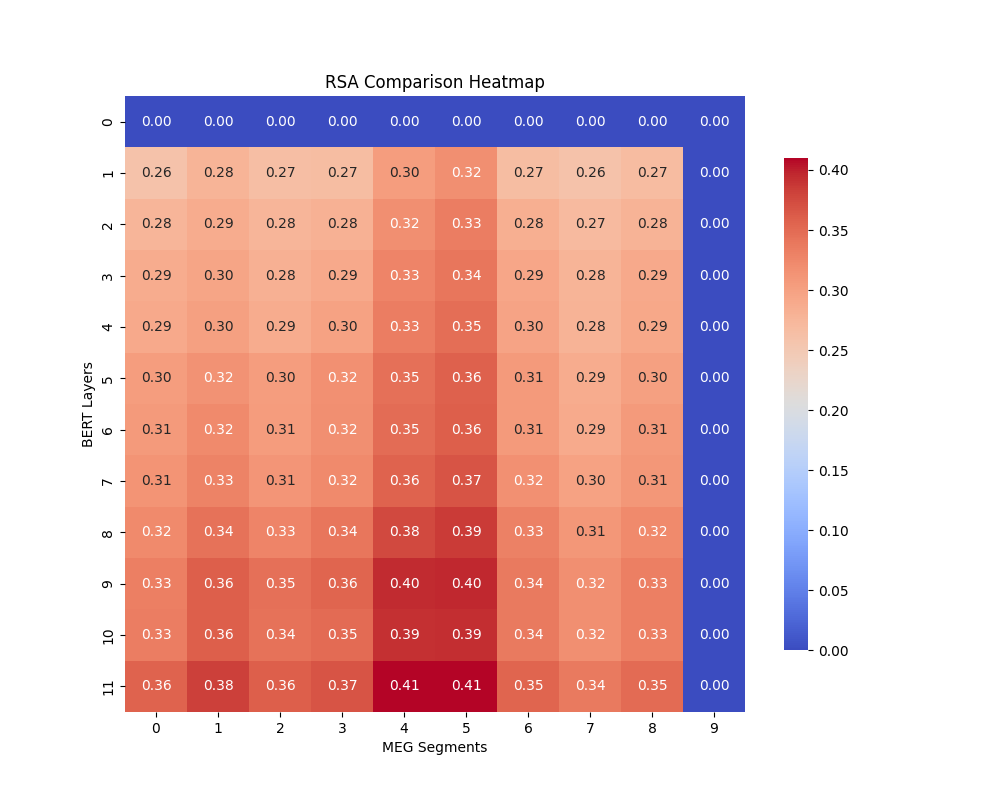 RSA Comparison Heatmap
0 0.00 0.00 0.00 0.00 0.00 0.00 0.00 0.00 0.00 0.00
1 0.26 0.28 0.27 0.27 0.30 0.32 0.27 0.26 0.27 0.00
2 0.28 0.29 0.28 0.28 0.32 0.33 0.28 0.27 0.28 0.00
3 0.29 0.30 0.28 0.29 0.33 0.34 0.29 0.28 0.29 0.00
4 0.29 0.30 0.29 0.30 0.33 0.35 0.30 0.28 0.29 0.00
5 0.30 0.32 0.30 0.32 0.35 0.36 0.31 0.29 0.30 0.00
6 0.31 0.32 0.31 0.32 0.35 0.36 0.31 0.29 0.31 0.00
7 0.31 0.33 0.31 0.32 0.36 0.37 0.32 0.30 0.31 0.00
8 0.32 0.34 0.33 0.34 0.38 0.39 0.33 0.31 0.32 0.00
9 0.33 0.36 0.35 0.36 0.40 0.40 0.34 0.32 0.33 0.00
10 0.33 0.36 0.34 0.35 0.39 0.39 0.34 0.32 0.33 0.00
11 0.36 0.38 0.36 0.37 0.41 0.41 0.35 0.34 0.35 0.00
0 1 2 3 4 5 6 7 8 9
MEG Segments
BERT Layers
0.40
0.35
0.30
0.25
0.20
0.15
0.10
0.05
0.00